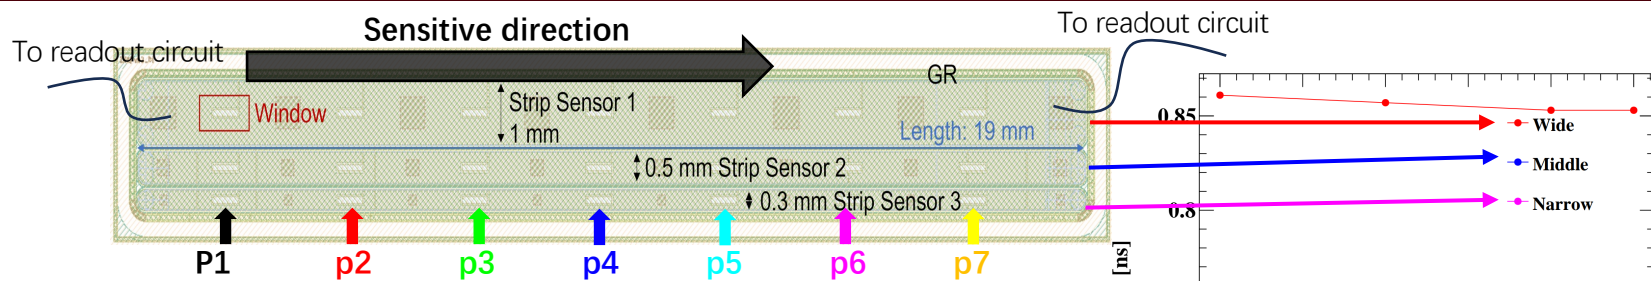 Sensitive direction
To readout circuit
To readout circuit
GR
Window
Strip Sensor 1
1 mm
Length: 19 mm
0.5 mm Strip Sensor 2
0.3 mm Strip Sensor 3
P1
p2
p3
p4
p5
p6
p7
[ns]
0.85
Wide
Middle
0.8
Narrow